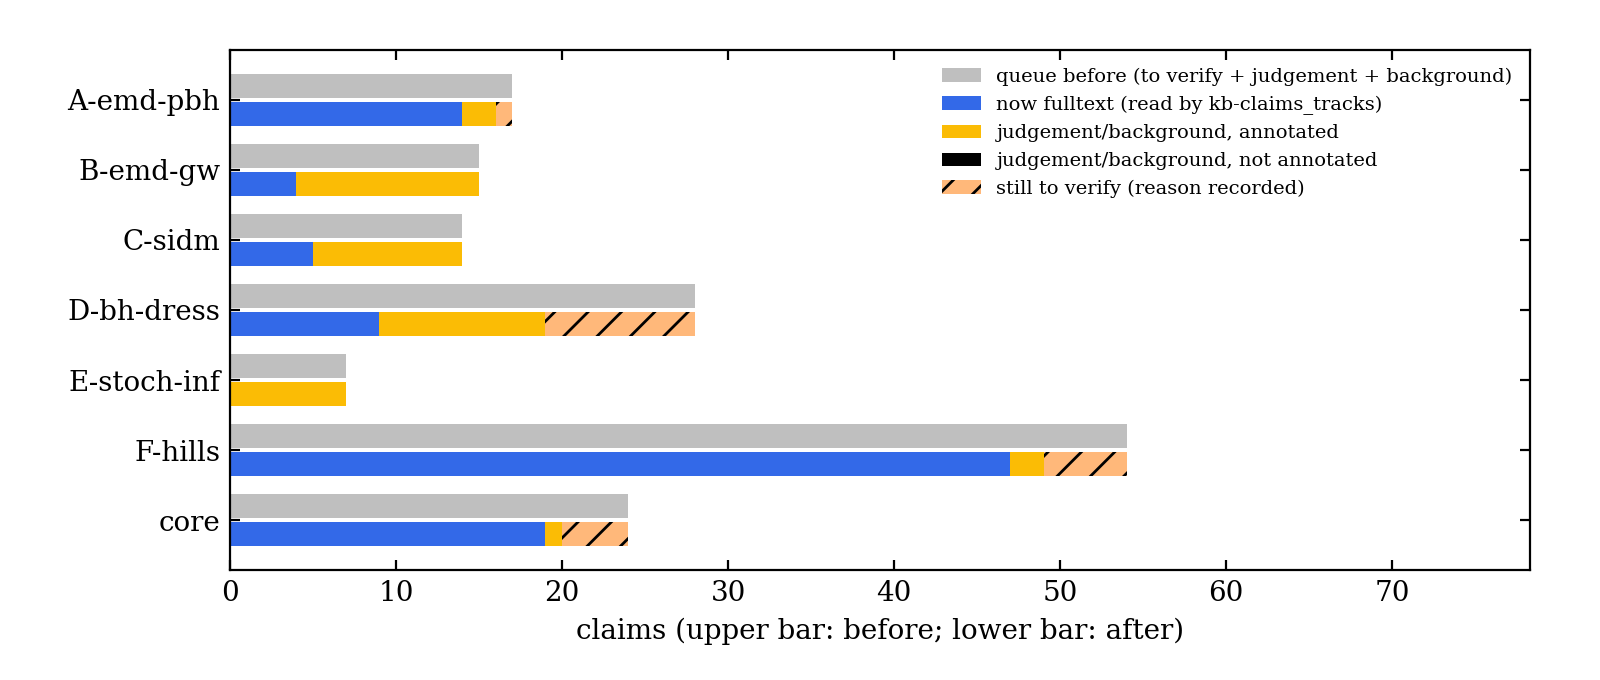 queue before (to verify + judgement + background)
now fulltext (read by kb-claims_tracks)
judgement/background, annotated
judgement/background, not annotated
still to verify (reason recorded)
A-emd-pbh
B-emd-gw
C-sidm
D-bh-dress
E-stoch-inf
F-hills
core
0 10 20 30 40 50 60 70
claims (upper bar: before; lower bar: after)